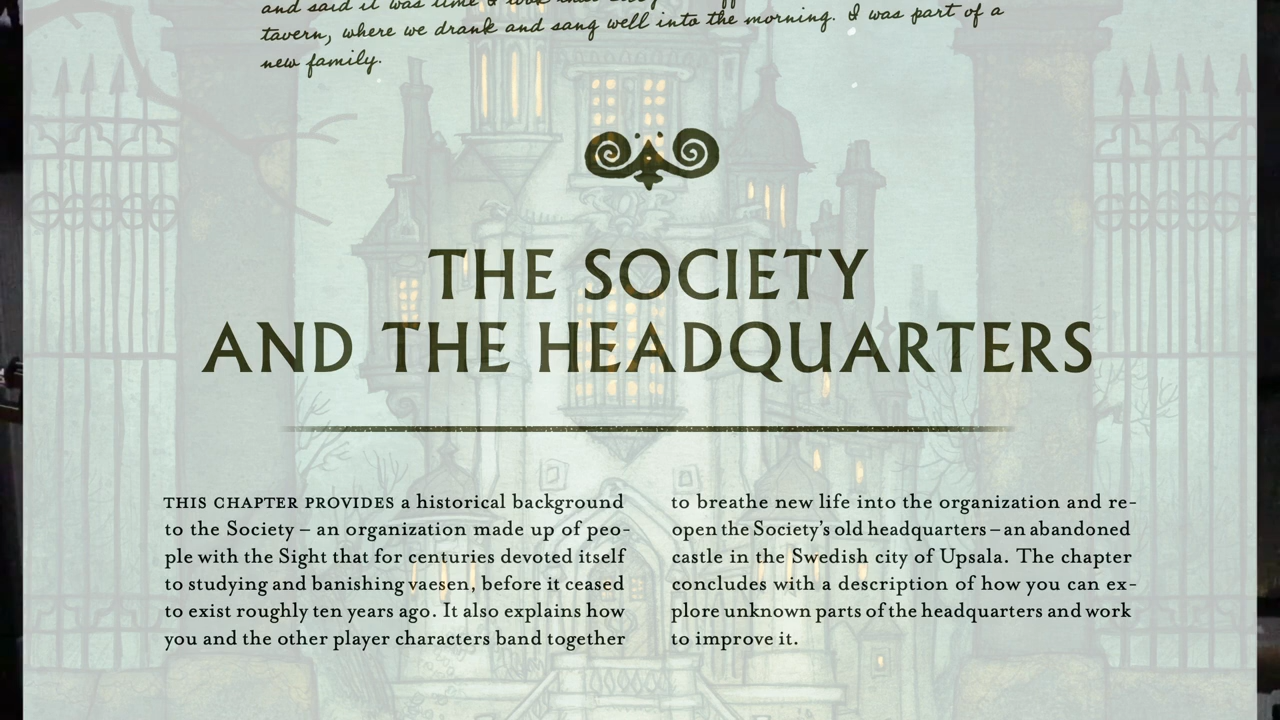 and said it was time I
tavern, where we drank and sang well into the morning. I was part of a
new family.
THE SOCIETY
AND THE HEADQUARTERS
THIS CHAPTER PROVIDES a historical background
to the Society – an organization made up of peo-
ple with the Sight that for centuries devoted itself
to studying and banishing vaesen, before it ceased
to exist roughly ten years ago. It also explains how
you and the other player characters band together
to breathe new life into the organization and re-
open the Society's old headquarters – an abandoned
castle in the Swedish city of Upsala. The chapter
concludes with a description of how you can ex-
plore unknown parts of the headquarters and work
to improve it.